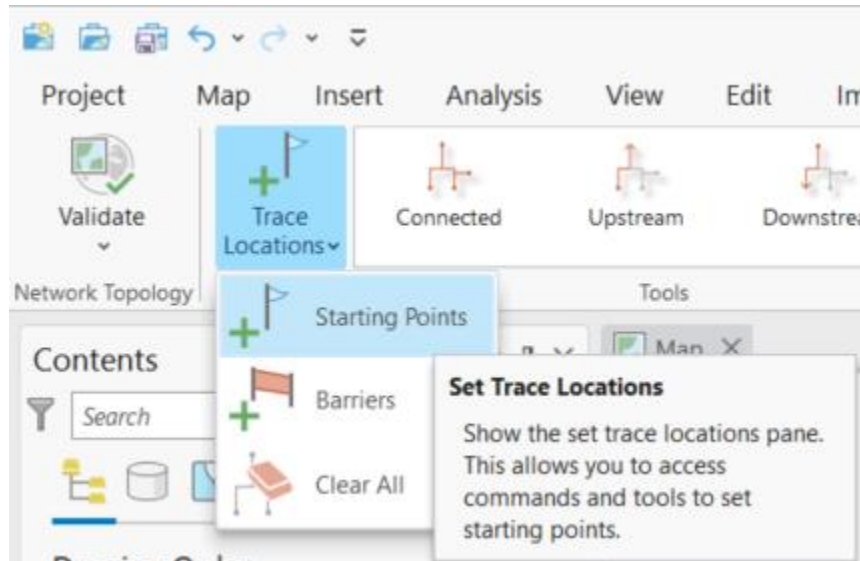 Project Map Insert Analysis View Edit
Validate
Trace
Locations
Connected
Upstream
Network Topology
Tools
Starting Points
Map
Contents
Search
Barriers
Clear All
Set Trace Locations
Show the set trace locations pane.
This allows you to access
commands and tools to set
starting points.